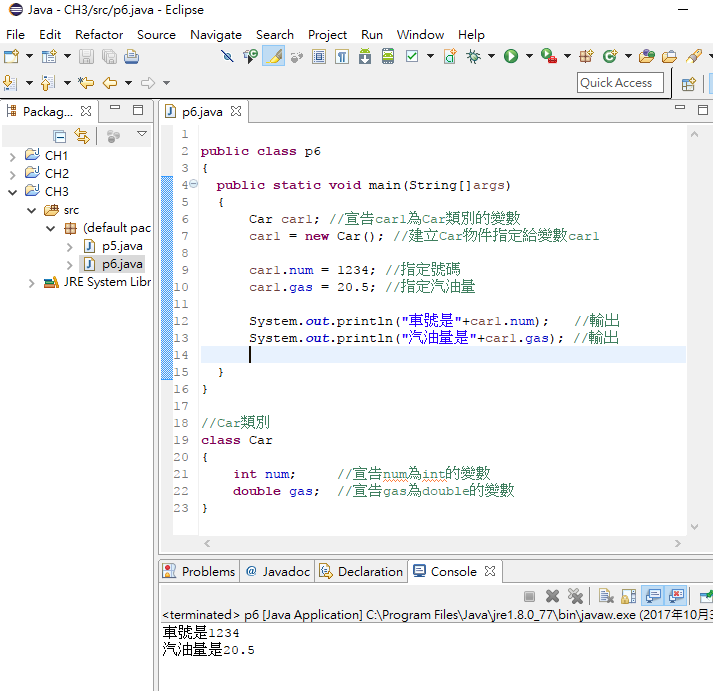 Java - CH3/src/p6.java - Eclipse
File Edit Refactor Source Navigate Search Project Run Window Help
Quick Access
Packag...
CH1
CH2
CH3
src
(default pac
p5.java
p6.java
JRE System Libr
p6.java
1
2 public class p6
3 {
4 public static void main(String[]args)
5 {
6 Car car1; //宣告car1為Car類別的變數
7 car1 = new Car(); //建立Car物件指定給變數car1
8
9 car1.num = 1234; //指定號碼
10 car1.gas = 20.5; //指定汽油量
11
12 System.out.println("車號是"+car1.num); //輸出
13 System.out.println("汽油量是"+car1.gas); //輸出
14
15 }
16 }
17
18 //Car類別
19 class Car
20 {
21 int num; //宣告num為int的變數
22 double gas; //宣告gas為double的變數
23 }
Problems @ Javadoc Declaration Console
<terminated> p6 [Java Application] C:\Program Files\Java\jre1.8.0_77\bin\javaw.exe (2017年10月3
車號是1234
汽油量是20.5